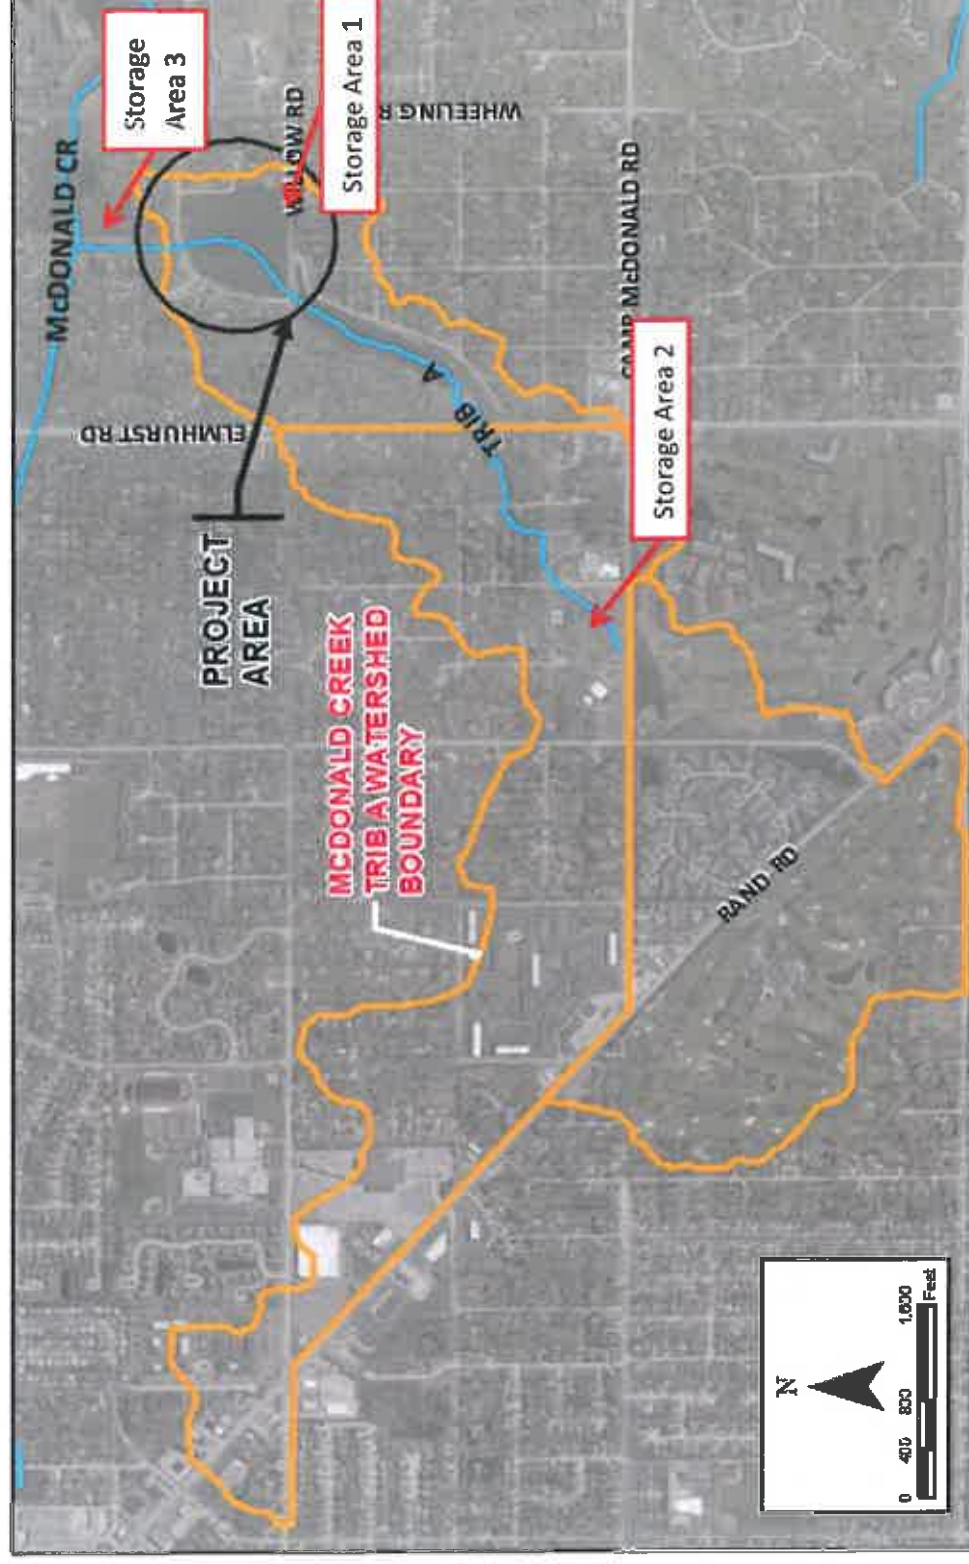 McDONALD CR
Storage
Area 3
WILLOW RD
Storage Area 1
WHEELING R
ELMHURST RD
PROJECT
AREA
TRIB A
CAMP McDONALD RD
Storage Area 2
MCDONALD CREEK
TRIB A WATERSHED
BOUNDARY
RAND RD
N
0 400 800 1,600
Feet